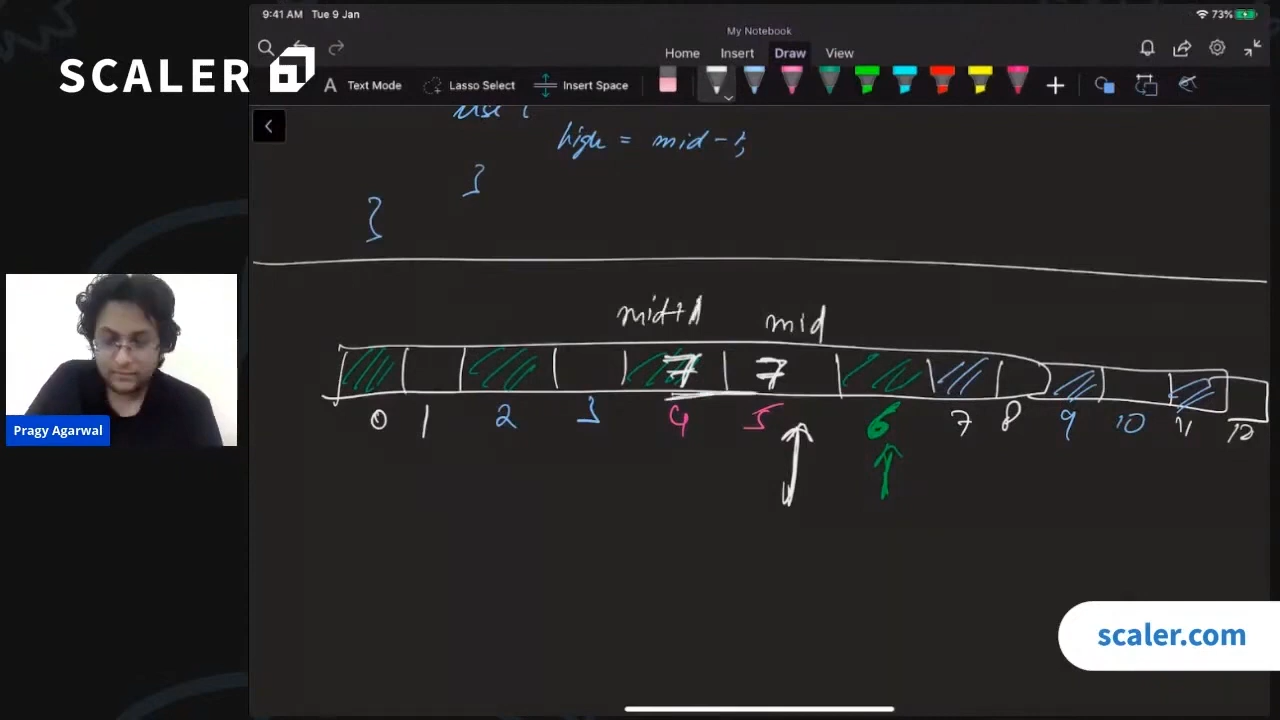 9:41 AM Tue 9 Jan
73%
My Notebook
SCALER
Home Insert Draw View
A Text Mode Lasso Select Insert Space
high = mid - 1;
}
}
mid+1 mid
7 7
0 1 2 3 4 5 6 7 8 9 10 11 12
Pragy Agarwal
scaler.com